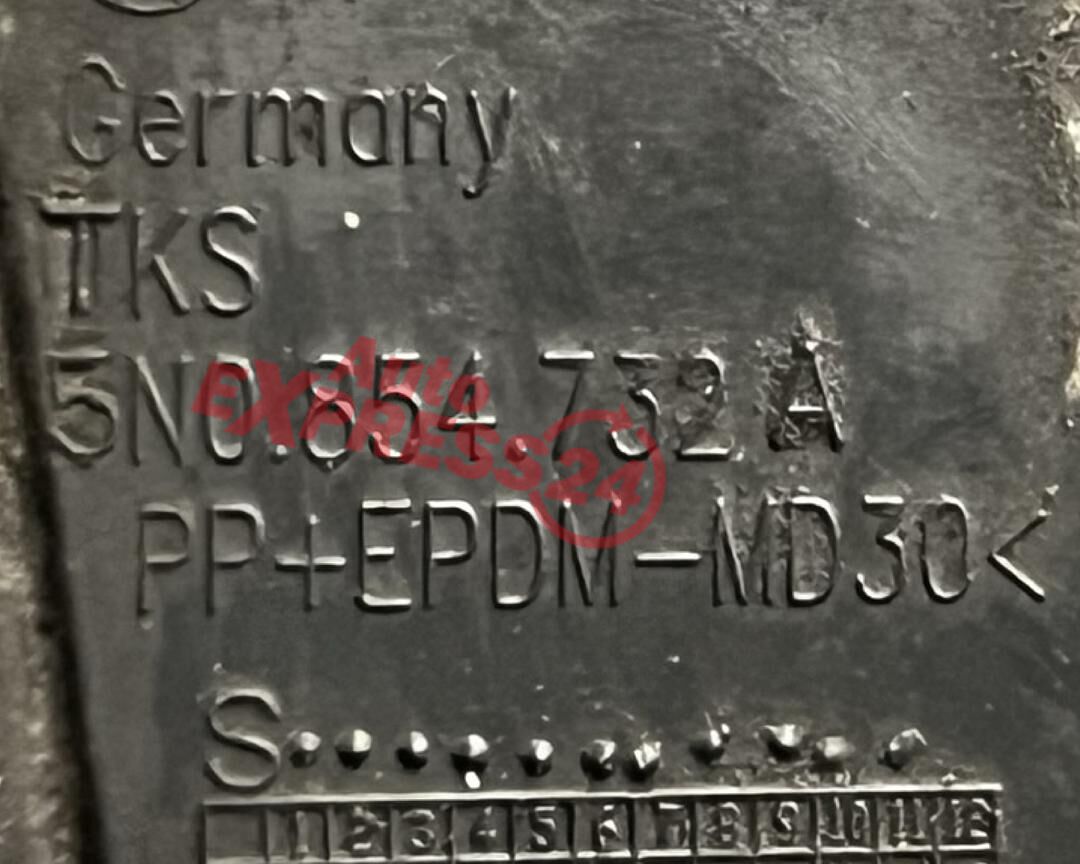 Germany
TKS
5N0.854.732 A
Auto
EXPRESS24
PP+EPDM-MD30<
S
1 2 3 4 5 6 7 8 9 10 11 12